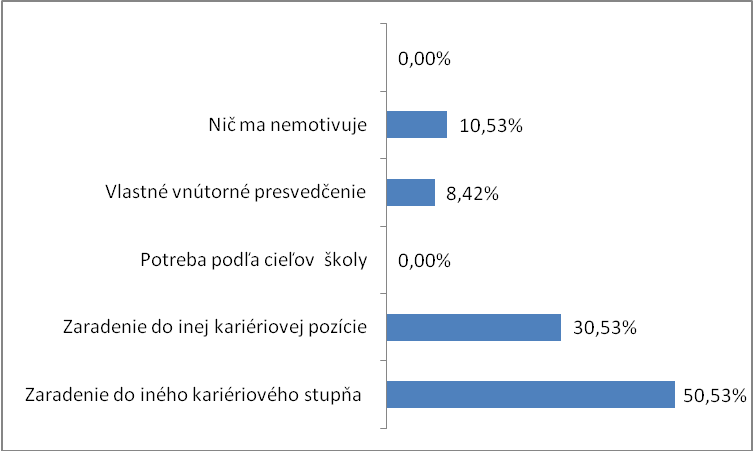 0,00%
Nič ma nemotivuje 10,53%
Vlastné vnútorné presvedčenie 8,42%
Potreba podľa cieľov školy 0,00%
Zaradenie do inej kariériovej pozície 30,53%
Zaradenie do iného kariériového stupňa 50,53%